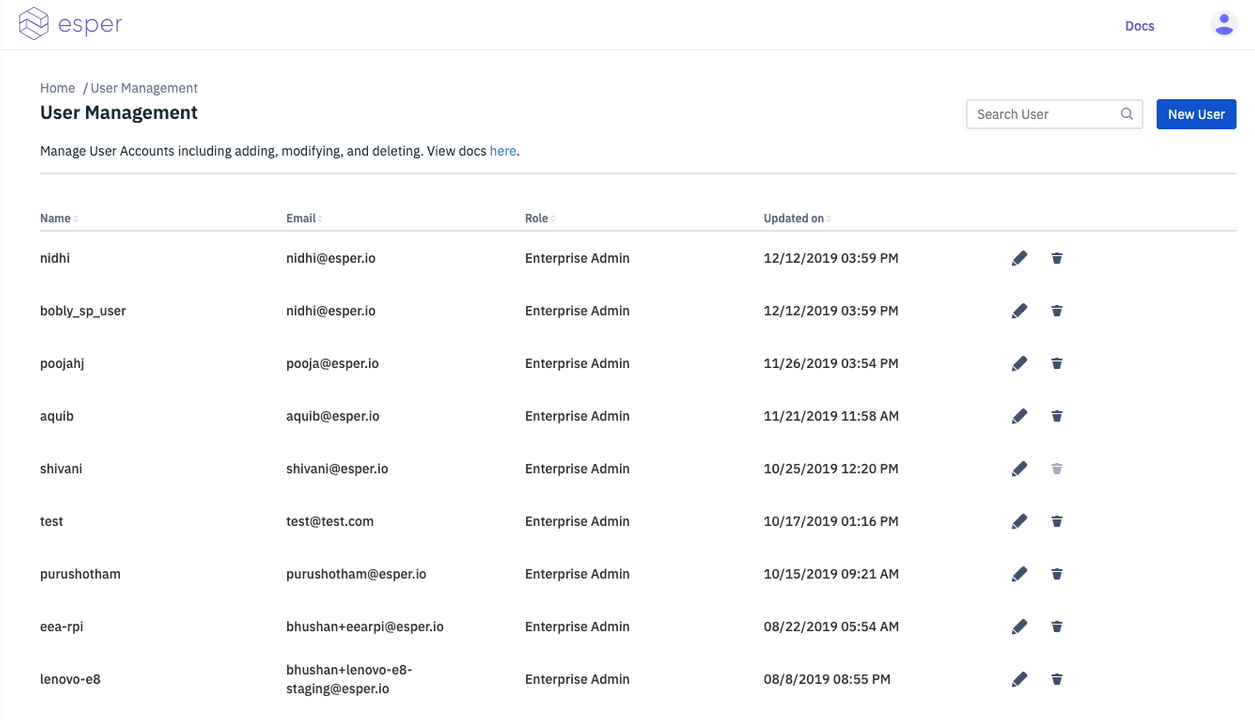 esper
Docs
Home / User Management
User Management
Search User
New User
Manage User Accounts including adding, modifying, and deleting. View docs here.
Name Email Role Updated on
nidhi nidhi@esper.io Enterprise Admin 12/12/2019 03:59 PM
bobly_sp_user nidhi@esper.io Enterprise Admin 12/12/2019 03:59 PM
poojahj pooja@esper.io Enterprise Admin 11/26/2019 03:54 PM
aquib aquib@esper.io Enterprise Admin 11/21/2019 11:58 AM
shivani shivani@esper.io Enterprise Admin 10/25/2019 12:20 PM
test test@test.com Enterprise Admin 10/17/2019 01:16 PM
purushotham purushotham@esper.io Enterprise Admin 10/15/2019 09:21 AM
eea-rpi bhushan+eearpi@esper.io Enterprise Admin 08/22/2019 05:54 AM
lenovo-e8 bhushan+lenovo-e8-
staging@esper.io Enterprise Admin 08/8/2019 08:55 PM